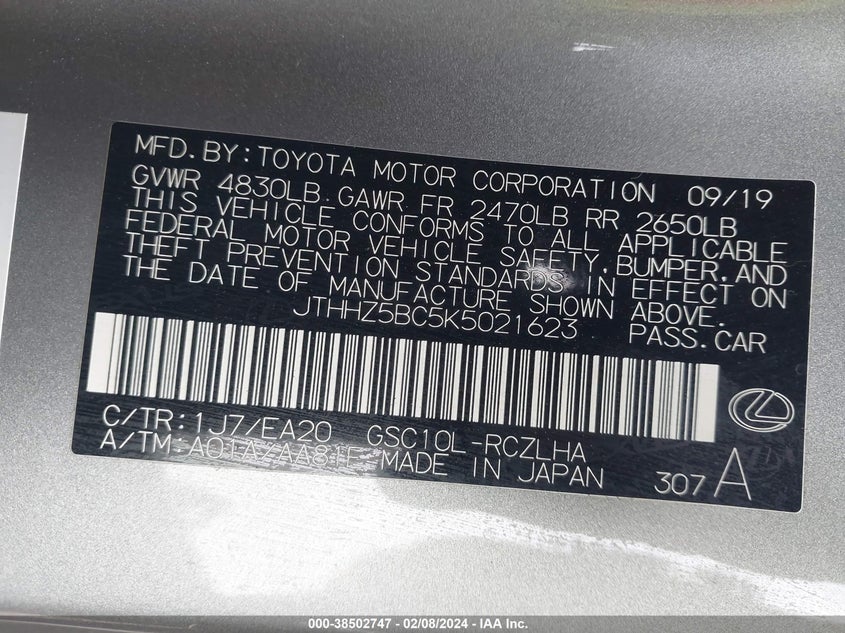 MFD.BY:TOYOTA MOTOR CORPORATION 09/19
GVWR 4830LB.GAWR FR 2470LB RR 2650LB
THIS VEHICLE CONFORMS TO ALL APPLICABLE
FEDERAL MOTOR VEHICLE SAFETY,BUMPER,AND
THEFT PREVENTION STANDARDS IN EFFECT ON
THE DATE OF MANUFACTURE SHOWN ABOVE.
JTHHZ5BC5K5021623 PASS.CAR
C/TR:1J7/EA20 GSC10L-RCZLHA
A/TM:A01AZAA81F MADE IN JAPAN 307 A
000-38502747 - 02/08/2024 - IAA Inc.